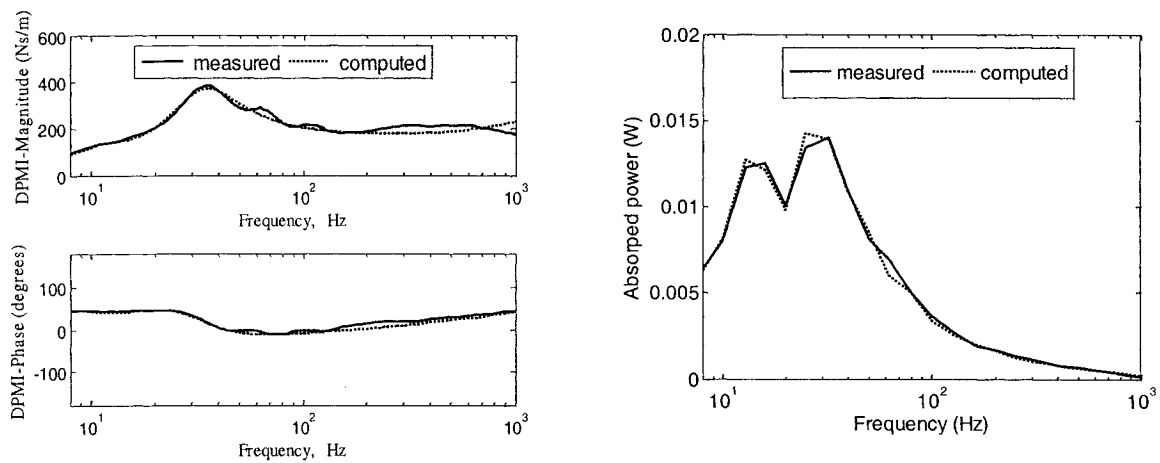 DPMI-Magnitude (Ns/m)
600
400
200
0
measured computed
10^1 10^2 10^3
Frequency, Hz
DPMI-Phase (degrees)
100
0
-100
10^1 10^2 10^3
Frequency, Hz
Absorped power (W)
0.02
0.015
0.01
0.005
0
measured computed
10^1 10^2 10^3
Frequency (Hz)